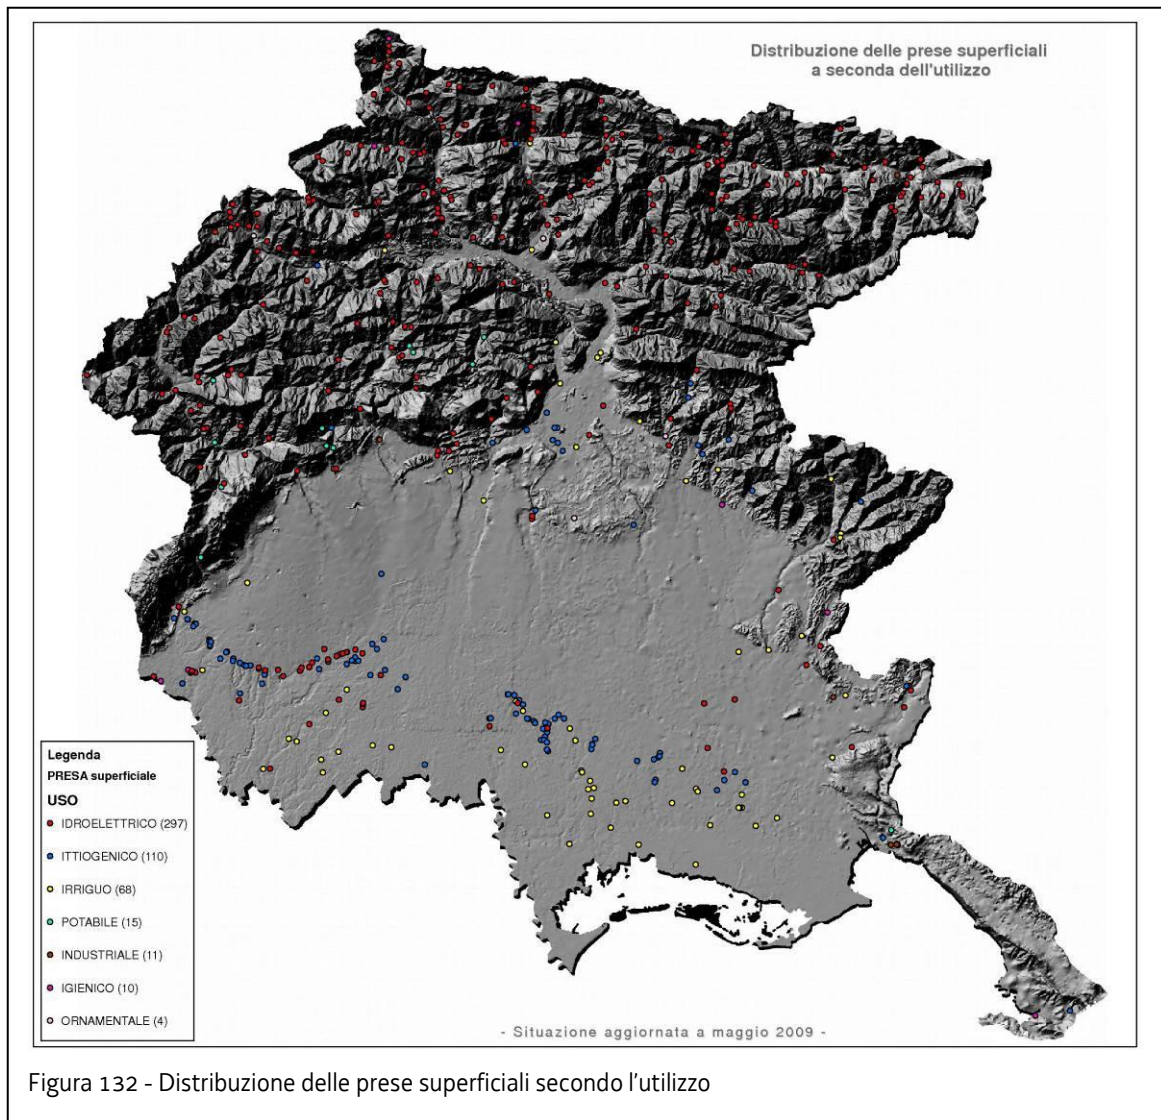 Distribuzione delle prese superficiali
a seconda dell'utilizzo
Legenda
PRESA superficiale
USO
IDROELETTRICO (297)
ITTIOGENICO (110)
IRRIGUO (68)
POTABILE (15)
INDUSTRIALE (11)
IGIENICO (10)
ORNAMENTALE (4)
- Situazione aggiornata a maggio 2009 -
Figura 132 - Distribuzione delle prese superficiali secondo l'utilizzo